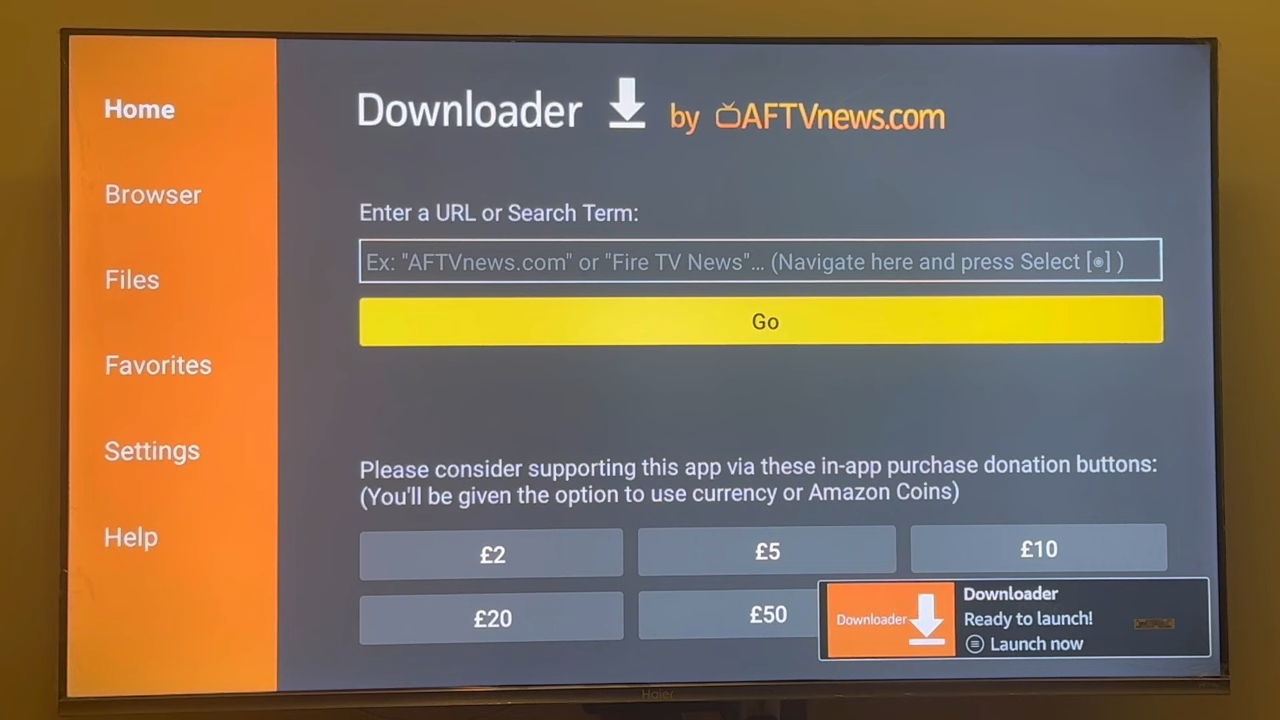 Home
Browser
Files
Favorites
Settings
Help
Downloader by AFTVnews.com
Enter a URL or Search Term:
Ex: "AFTVnews.com" or "Fire TV News"... (Navigate here and press Select [◉] )
Go
Please consider supporting this app via these in-app purchase donation buttons:
(You'll be given the option to use currency or Amazon Coins)
£2
£5
£10
£20
£50
Downloader
Downloader
Ready to launch!
Launch now
Haier